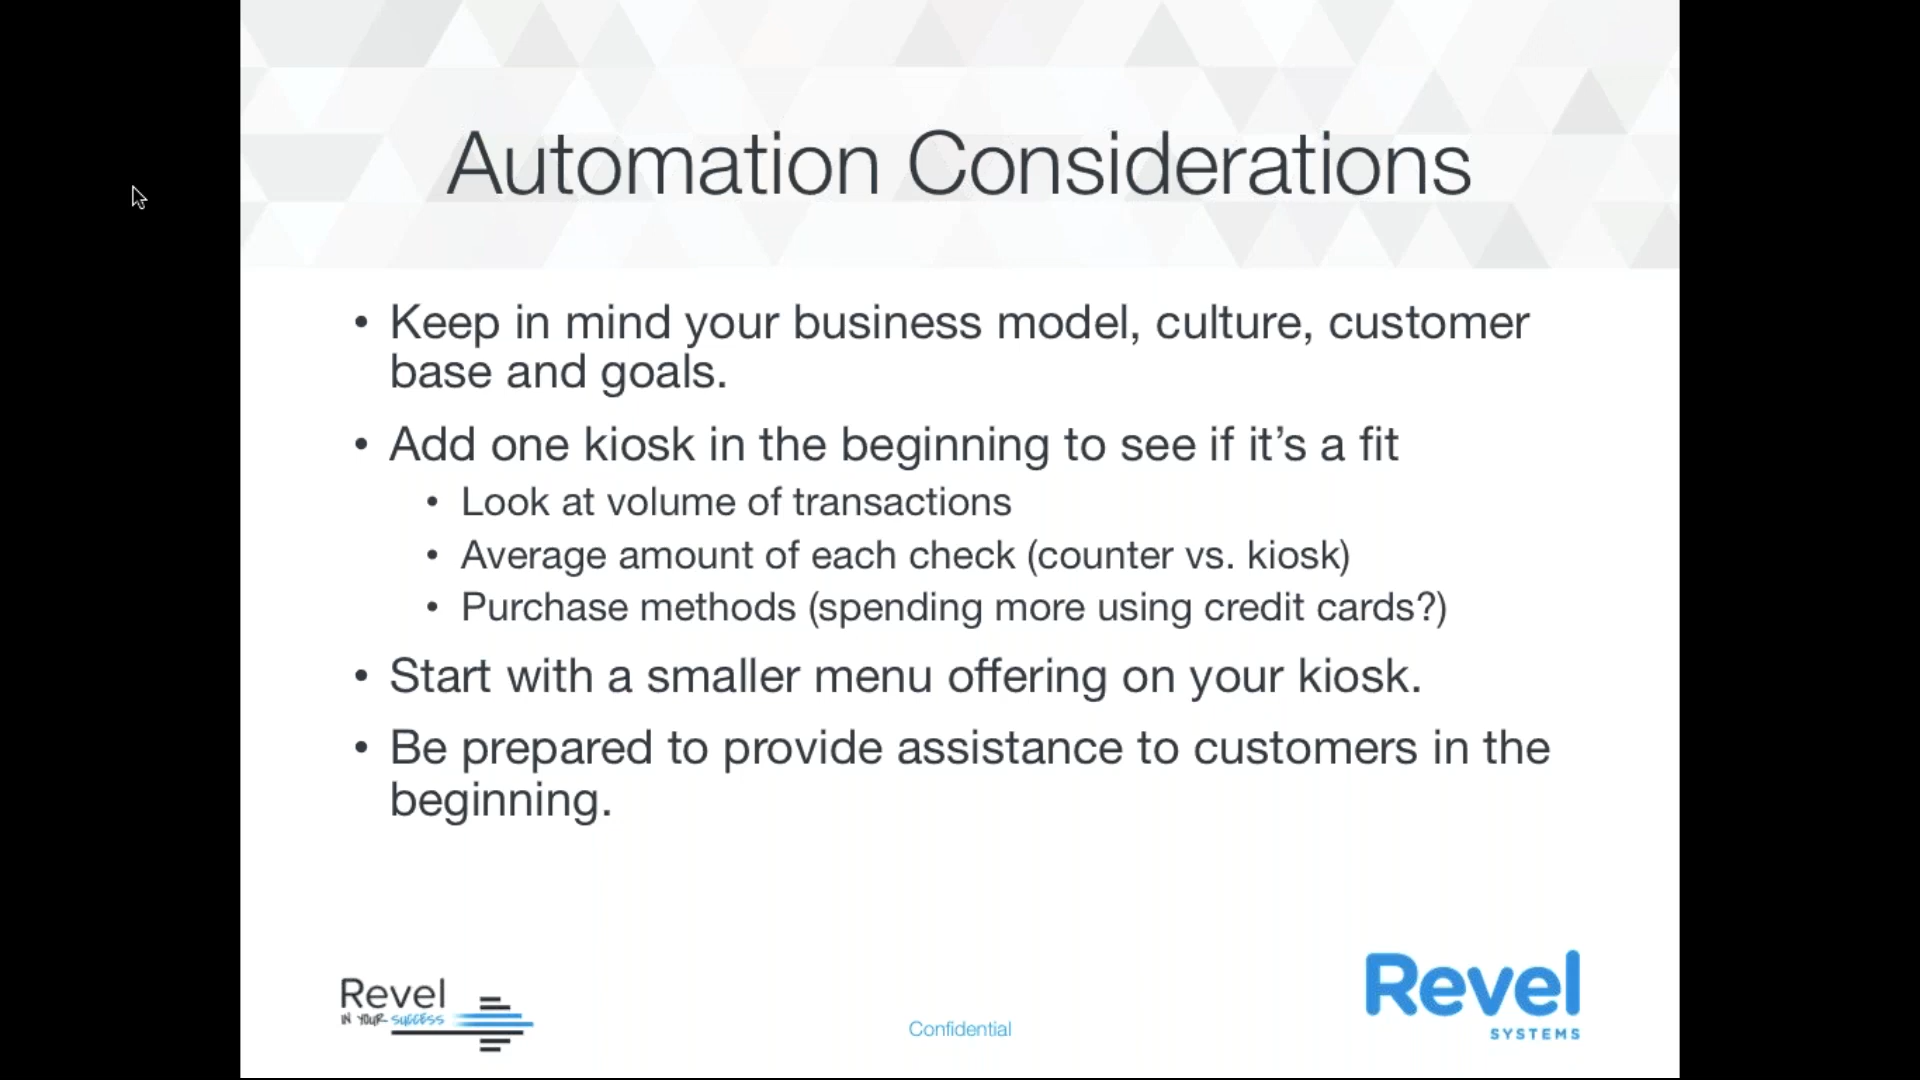 Automation Considerations
• Keep in mind your business model, culture, customer
base and goals.
• Add one kiosk in the beginning to see if it’s a fit
• Look at volume of transactions
• Average amount of each check (counter vs. kiosk)
• Purchase methods (spending more using credit cards?)
• Start with a smaller menu offering on your kiosk.
• Be prepared to provide assistance to customers in the
beginning.
Revel
IN YOUR SUCCESS
Confidential
Revel
SYSTEMS